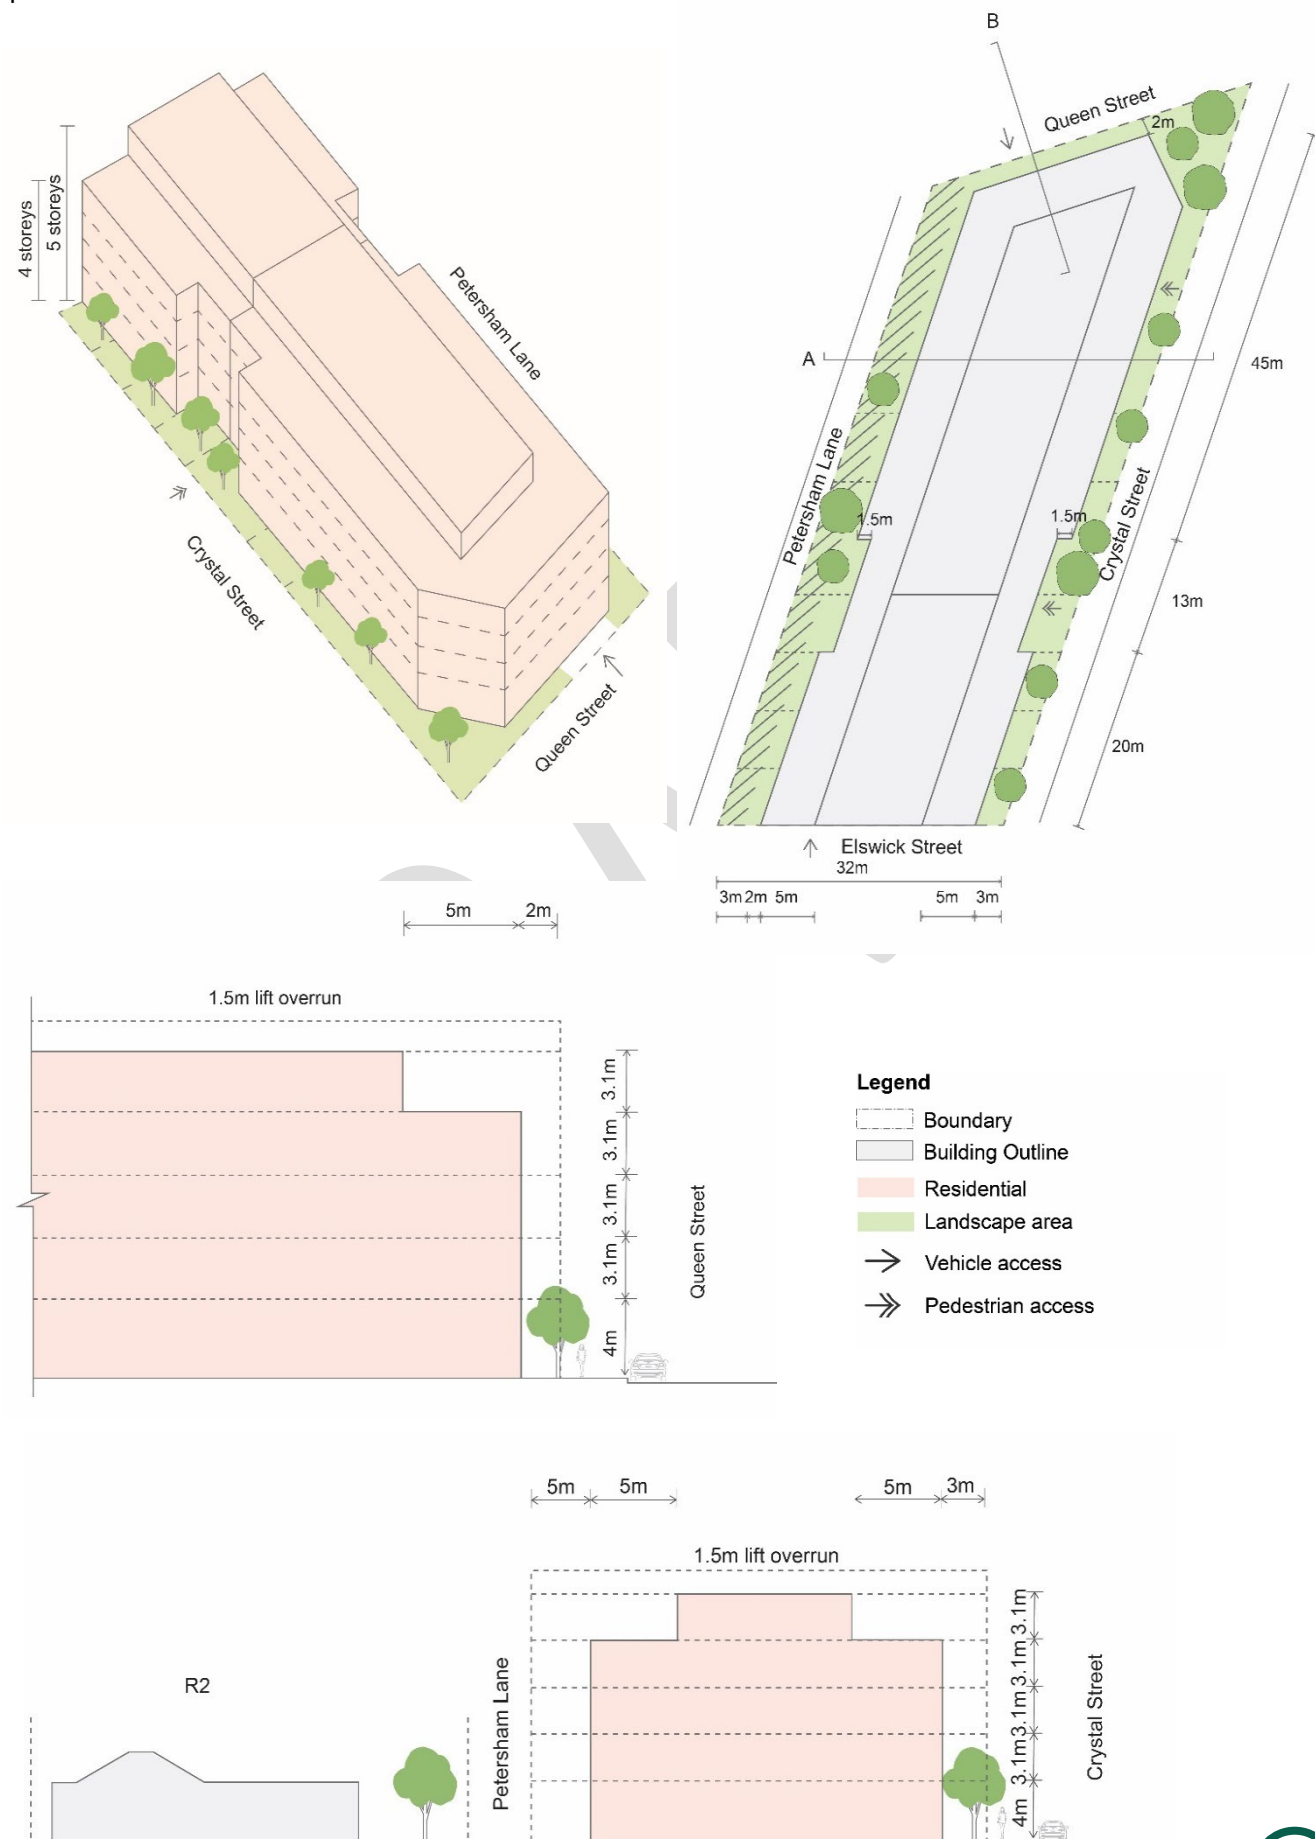 4 storeys
5 storeys
Petersham Lane
Crystal Street
Queen Street
B
Queen Street
2m
A
45m
Petersham Lane
1.5m
1.5m
Crystal Street
13m
20m
Elswick Street
32m
3m 2m 5m
5m 3m
5m 2m
1.5m lift overrun
3.1m
3.1m
3.1m
3.1m
4m
Queen Street
Legend
Boundary
Building Outline
Residential
Landscape area
Vehicle access
Pedestrian access
5m 5m
5m 3m
1.5m lift overrun
R2
Petersham Lane
3.1m
3.1m
3.1m
3.1m
4m
Crystal Street